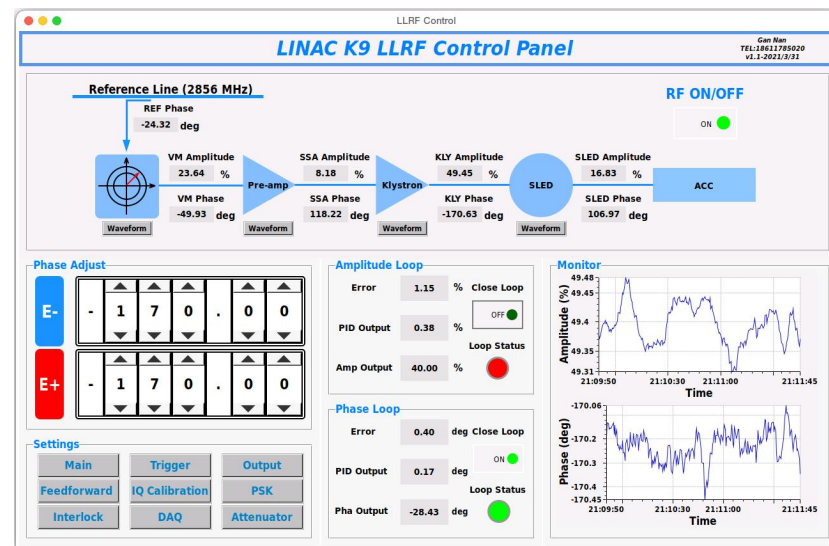 LLRF Control
LINAC K9 LLRF Control Panel
Gan Nan
TEL:18611785020
v1.1-2021/3/31
Reference Line (2856 MHz)
RF ON/OFF
REF Phase
-24.32 deg
ON
VM Amplitude
23.64 %
SSA Amplitude
8.18 %
KLY Amplitude
49.45 %
SLED Amplitude
16.83 %
Pre-amp
Klystron
SLED
ACC
VM Phase
-49.93 deg
SSA Phase
118.22 deg
KLY Phase
-170.63 deg
SLED Phase
106.97 deg
Waveform
Waveform
Waveform
Waveform
Phase Adjust
E-
- 1 7 0 . 0 0
E+
- 1 7 0 . 0 0
Settings
Main Trigger Output
Feedforward IQ Calibration PSK
Interlock DAQ Attenuator
Amplitude Loop
Error 1.15 % Close Loop
OFF
PID Output 0.38 %
Loop Status
Amp Output 40.00 %
Phase Loop
Error 0.40 deg Close Loop
ON
PID Output 0.17 deg
Loop Status
Pha Output -28.43 deg
Monitor
Amplitude (%)
49.48
49.45
49.4
49.35
49.31
21:09:50 21:10:30 21:11:00 21:11:45
Time
Phase (deg)
-170.06
-170.2
-170.3
-170.4
-170.45
21:09:50 21:10:30 21:11:00 21:11:45
Time